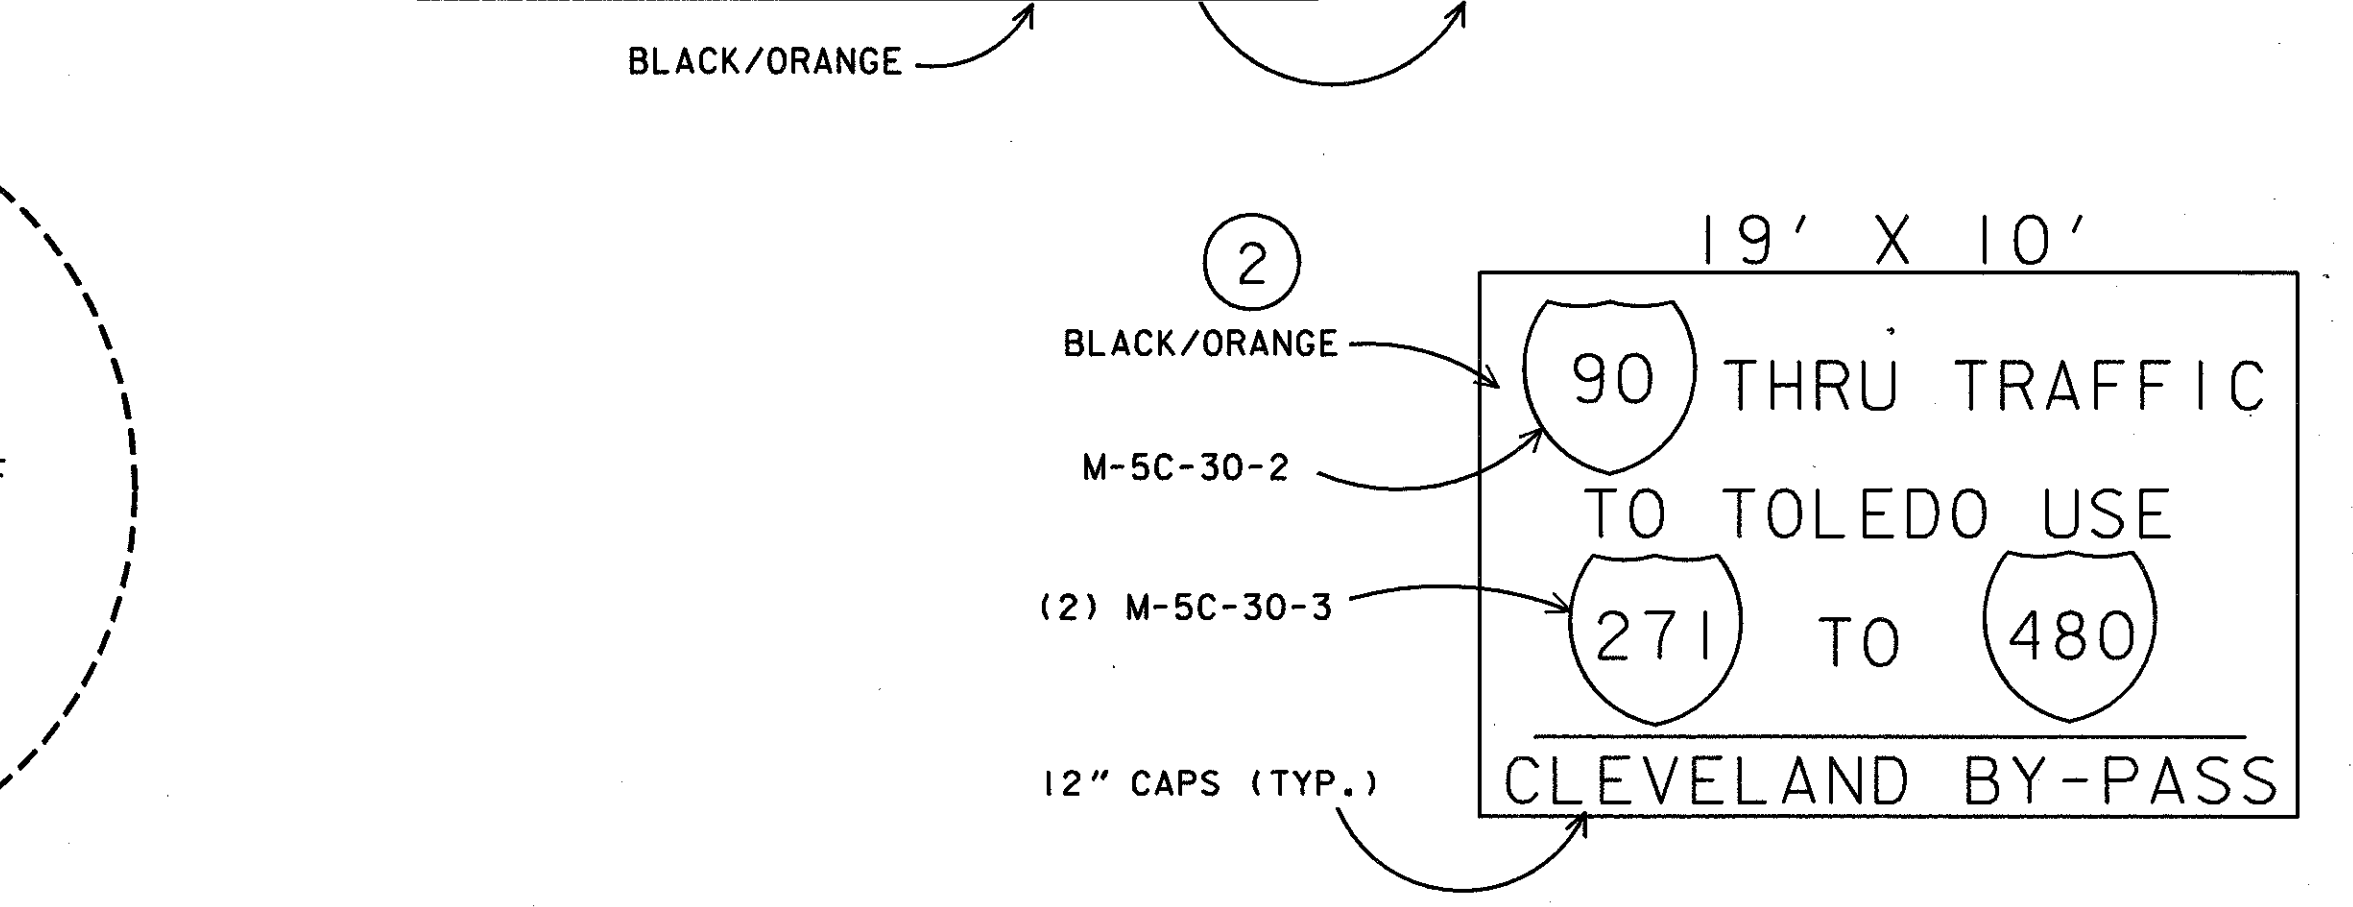 BLACK/ORANGE
2
19' X 10'
BLACK/ORANGE
90 THRU TRAFFIC
M-5C-30-2
TO TOLEDO USE
(2) M-5C-30-3
271 TO 480
12" CAPS (TYP.)
CLEVELAND BY-PASS